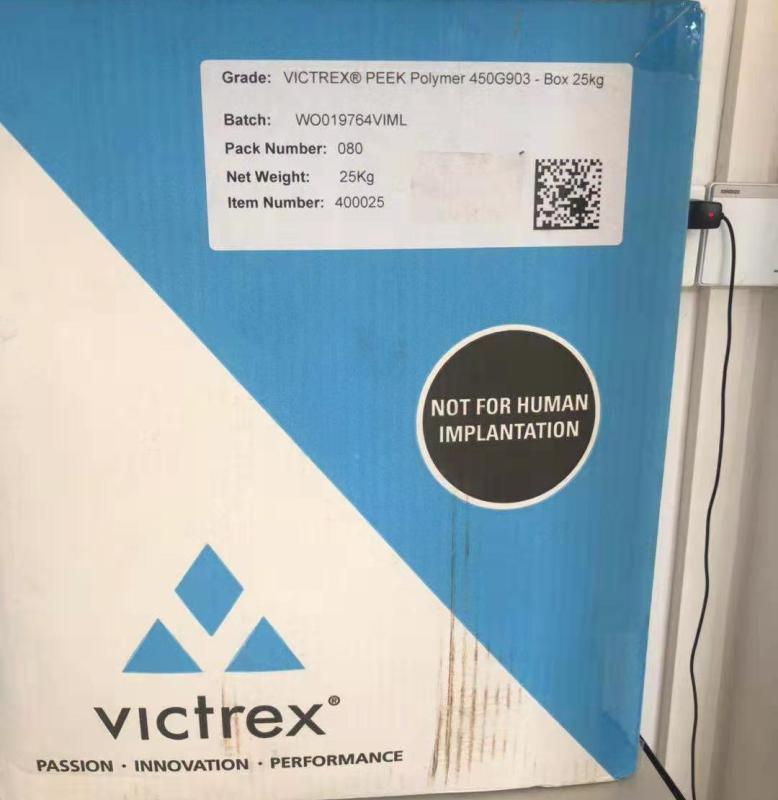 Grade: VICTREX® PEEK Polymer 450G903 - Box 25kg
Batch: WO019764VIML
Pack Number: 080
Net Weight: 25Kg
Item Number: 400025
NOT FOR HUMAN
IMPLANTATION
victrex®
PASSION · INNOVATION · PERFORMANCE